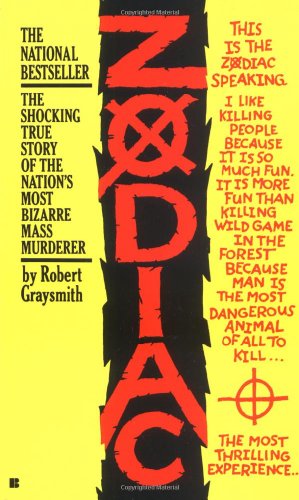 THE
NATIONAL
BESTSELLER
THE
SHOCKING
TRUE
STORY
OF THE
NATION'S
MOST
BIZARRE
MASS
MURDERER
by Robert
Graysmith
ZODIAC
THIS
IS THE
ZODIAC
SPEAKING
I LIKE
KILLING
PEOPLE
BECAUSE
IT IS SO
MUCH FUN.
IT IS MORE
FUN THAN
KILLING
WILD GAME
IN THE
FOREST
BECAUSE
MAN IS
THE MOST
DANGEROUS
ANIMAL
OF ALL TO
KILL...
THE MOST
THRILLING
EXPERIENCE..
B